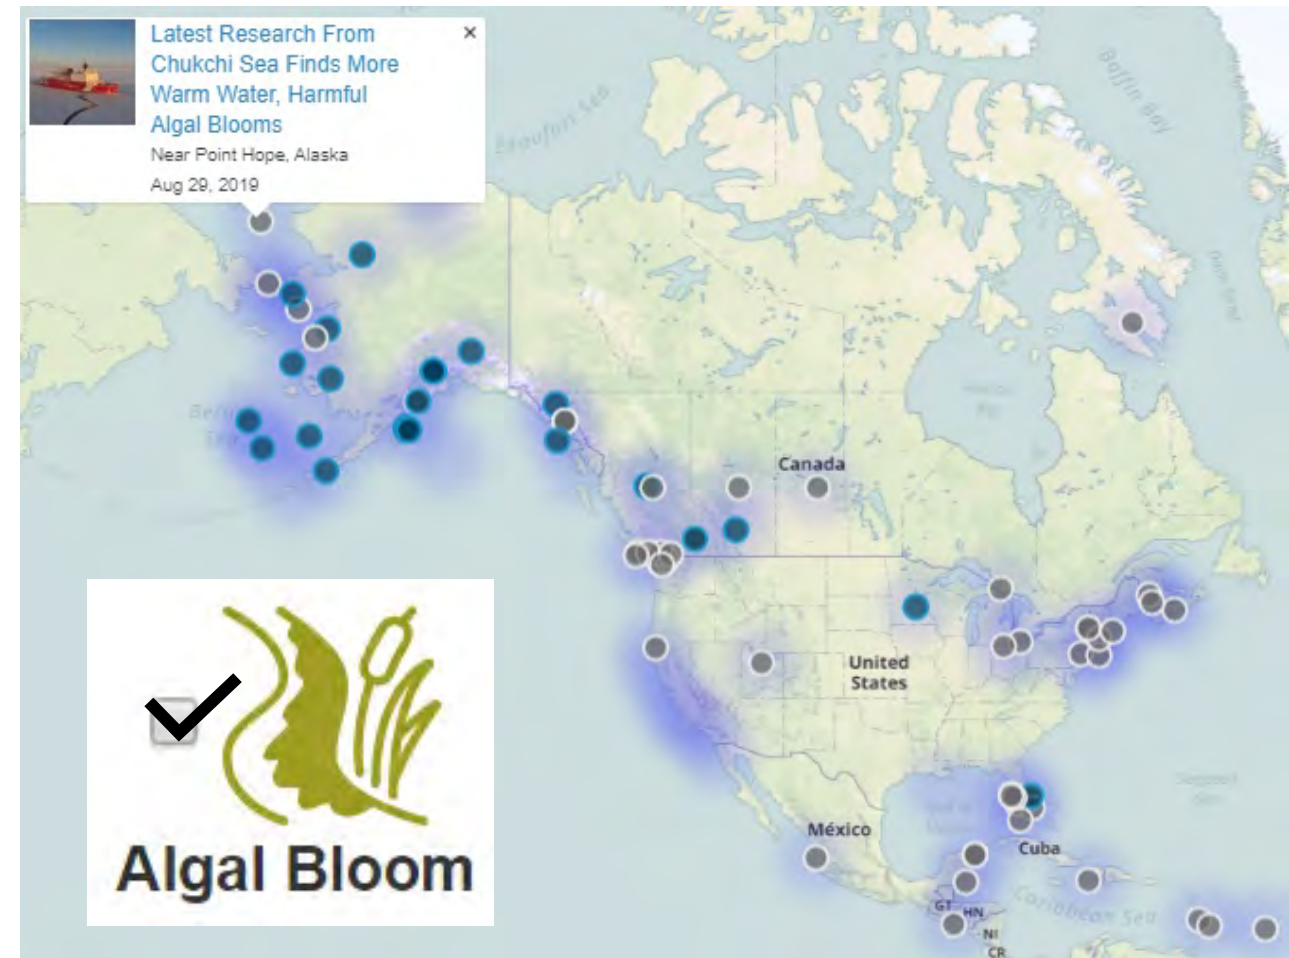 Latest Research From
Chukchi Sea Finds More
Warm Water, Harmful
Algal Blooms
Near Point Hope, Alaska
Aug 29, 2019
×
Beaufort Sea
Baffin Bay
Canada
United
States
México
Cuba
GT
HN
NI
CR
Caribbean Sea
Algal Bloom